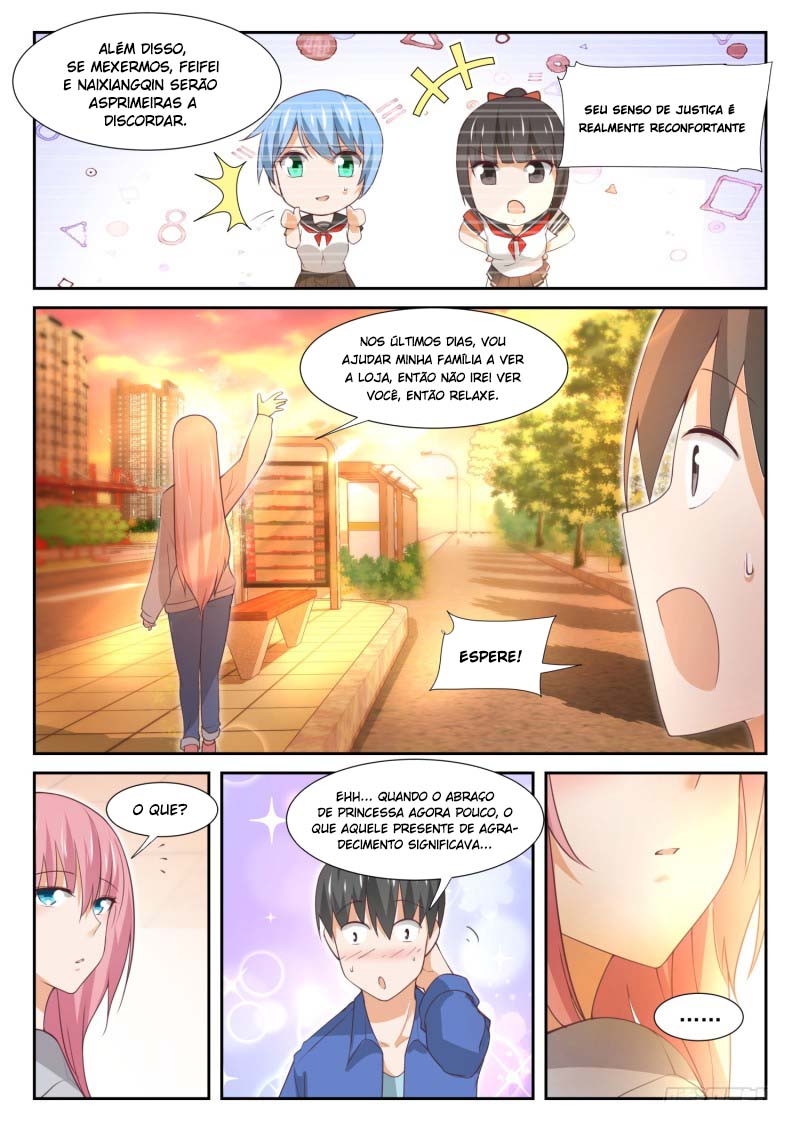 ALÉM DISSO,
SE MEXERMOS, FEIFEI
E NAIXIANGQIN SERÃO
ASPRIMEIRAS A
DISCORDAR.
SEU SENSO DE JUSTIÇA É
REALMENTE RECONFORTANTE
NOS ÚLTIMOS DIAS, VOU
AJUDAR MINHA FAMÍLIA A VER
A LOJA, ENTÃO NÃO IREI VER
VOCÊ, ENTÃO RELAXE.
ESPERE!
O QUE?
EHH... QUANDO O ABRAÇO
DE PRINCESSA AGORA POUCO, O
QUE AQUELE PRESENTE DE AGRA-
DECIMENTO SIGNIFICAVA...
......